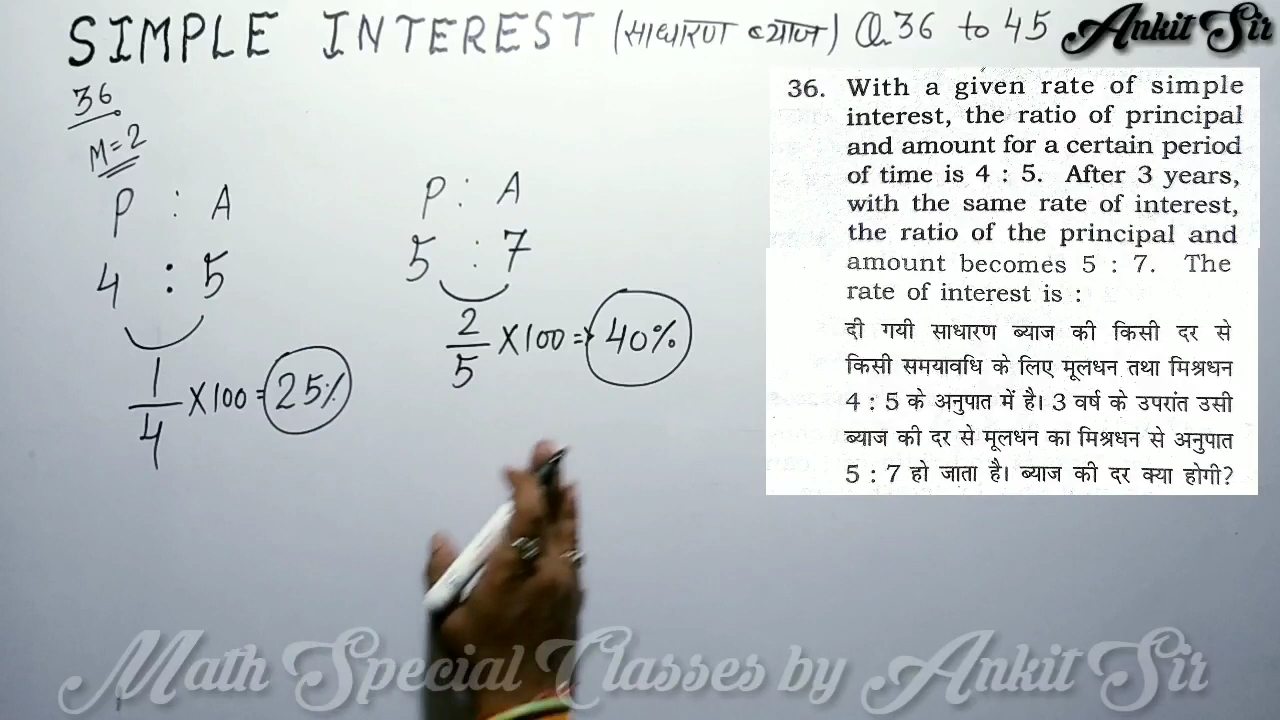 SIMPLE INTEREST (साधारण ब्याज) Q.36 to 45 Ankit Sir
36
M=2
P : A
4 : 5
1/4 X100=25%
P : A
5 : 7
2/5 X100=>40%
36. With a given rate of simple
interest, the ratio of principal
and amount for a certain period
of time is 4 : 5. After 3 years,
with the same rate of interest,
the ratio of the principal and
amount becomes 5 : 7. The
rate of interest is :
दी गयी साधारण ब्याज की किसी दर से
किसी समयावधि के लिए मूलधन तथा मिश्रधन
4 : 5 के अनुपात में है। 3 वर्ष के उपरांत उसी
ब्याज की दर से मूलधन का मिश्रधन से अनुपात
5 : 7 हो जाता है। ब्याज की दर क्या होगी?
Math Special Classes by Ankit Sir